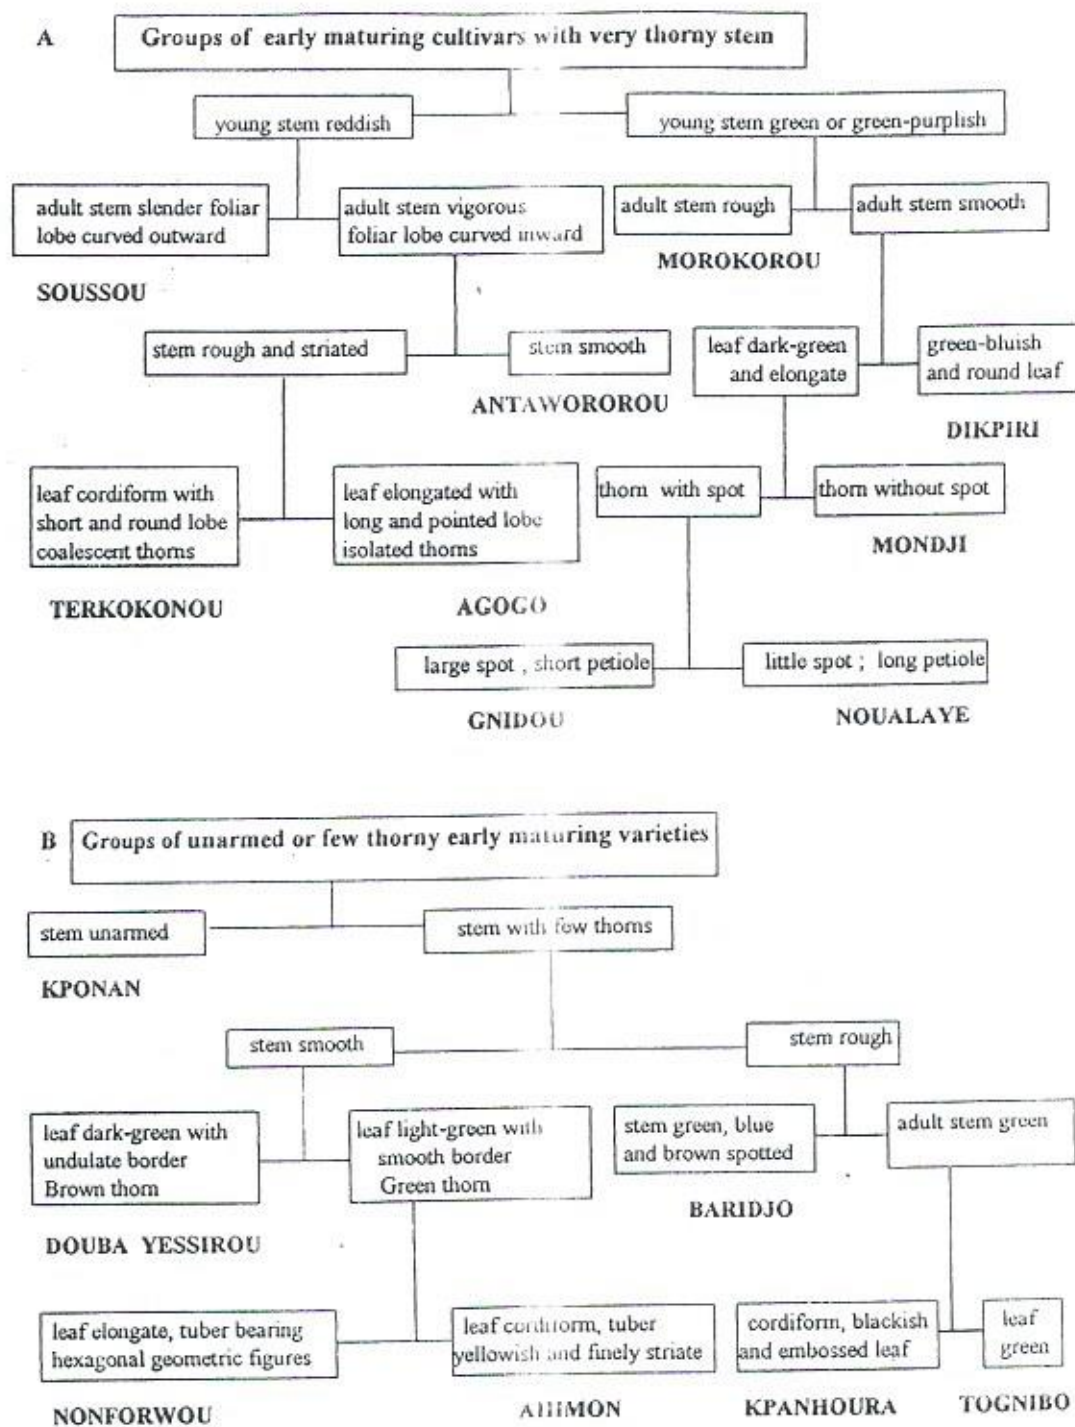 A
Groups of early maturing cultivars with very thorny stem
young stem reddish
young stem green or green-purplish
adult stem slender foliar
lobe curved outward
adult stem vigorous
foliar lobe curved inward
adult stem rough
adult stem smooth
SOUSSOU
MOROKOROU
stem rough and striated
stem smooth
leaf dark-green
and elongate
green-bluish
and round leaf
ANTAWOROROU
DIKPIRI
leaf cordiform with
short and round lobe
coalescent thorns
leaf elongated with
long and pointed lobe
isolated thorns
thorn with spot
thorn without spot
MONDJI
TERKOKONOU
AGOGO
large spot , short petiole
little spot ; long petiole
GNIDOU
NOUALAYE
B
Groups of unarmed or few thorny early maturing varieties
stem unarmed
stem with few thorns
KPONAN
stem smooth
stem rough
leaf dark-green with
undulate border
Brown thorn
leaf light-green with
smooth border
Green thorn
stem green, blue
and brown spotted
adult stem green
BARIDJO
DOUBA YESSIROU
leaf elongate, tuber bearing
hexagonal geometric figures
leaf cordiform, tuber
yellowish and finely striate
cordiform, blackish
and embossed leaf
leaf
green
NONFORWOU
AHIMON
KPANHOURA
TOGNIBO